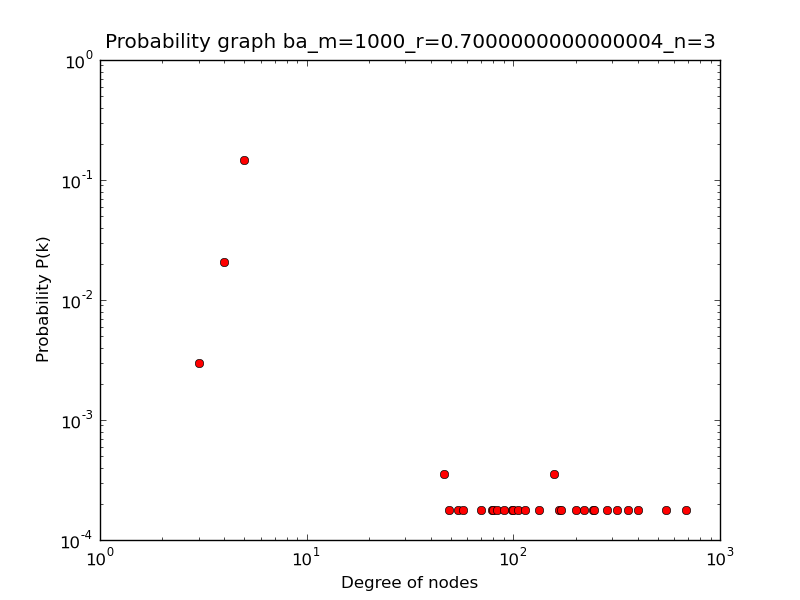 Probability graph ba_m=1000_r=0.7000000000000004_n=3
10^0
10^-1
10^-2
10^-3
10^-4
Probability P(k)
10^0 10^1 10^2 10^3
Degree of nodes